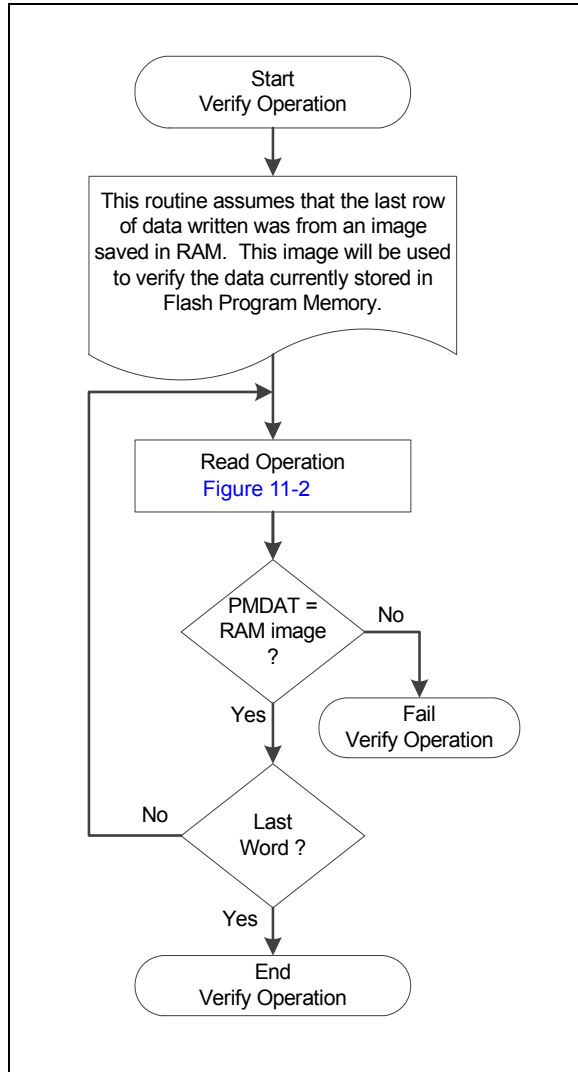 Start
Verify Operation
This routine assumes that the last row
of data written was from an image
saved in RAM.  This image will be used
to verify the data currently stored in
Flash Program Memory.
Read Operation
Figure 11-2
PMDAT =
RAM image
?
No
Yes
Fail
Verify Operation
No
Last
Word ?
Yes
End
Verify Operation